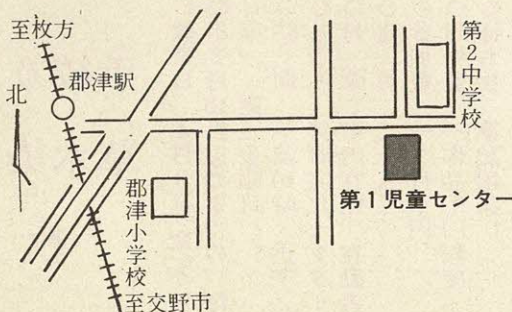 至枚方
郡津駅
北
第2中学校
第1児童センター
郡津小学校
至交野市